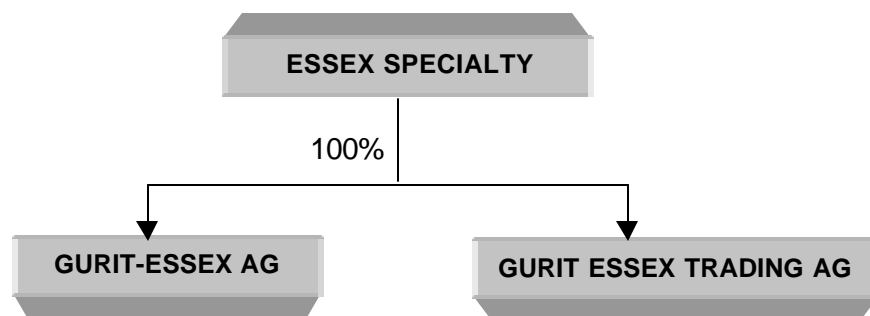 ESSEX SPECIALTY
100%
GURIT-ESSEX AG
GURIT ESSEX TRADING AG